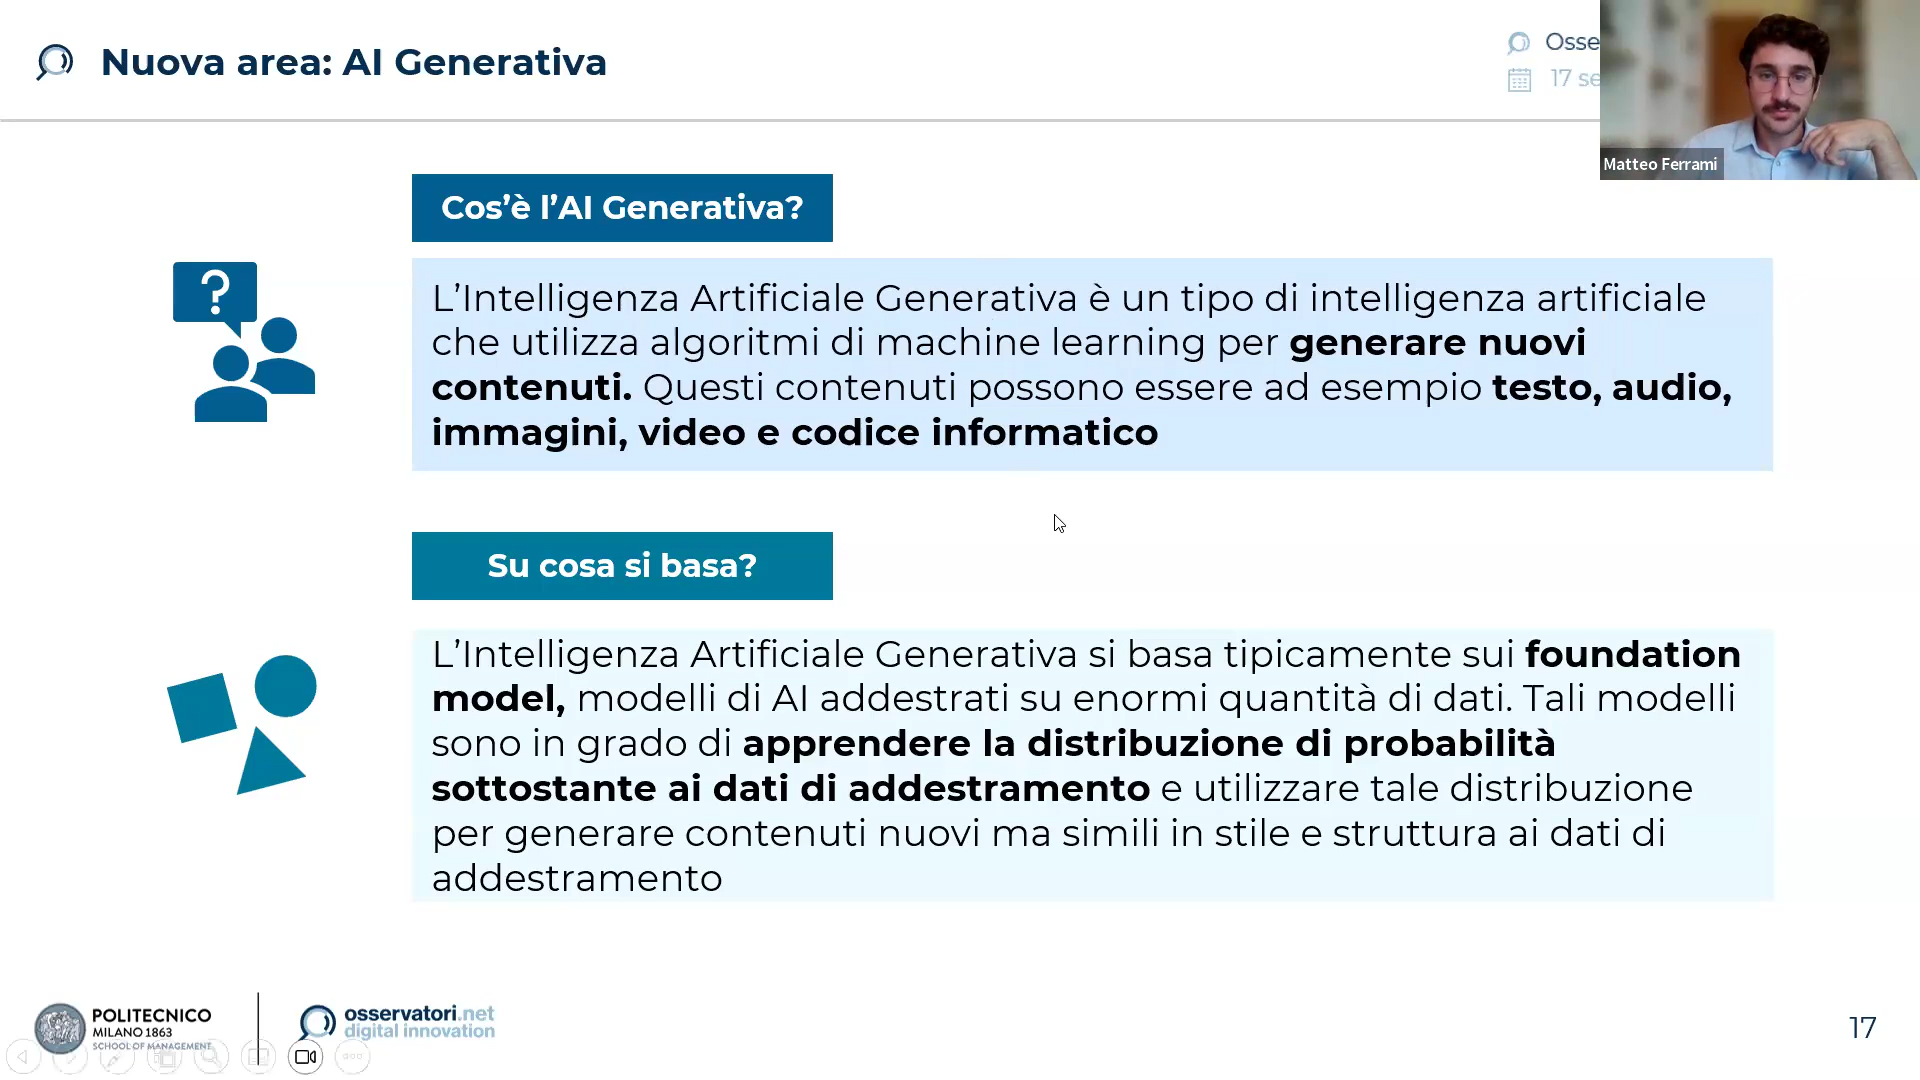 Nuova area: AI Generativa
Osse
17 se
Matteo Ferrami
Cos’è l’AI Generativa?
?
L’Intelligenza Artificiale Generativa è un tipo di intelligenza artificiale
che utilizza algoritmi di machine learning per generare nuovi
contenuti. Questi contenuti possono essere ad esempio testo, audio,
immagini, video e codice informatico
Su cosa si basa?
L’Intelligenza Artificiale Generativa si basa tipicamente sui foundation
model, modelli di AI addestrati su enormi quantità di dati. Tali modelli
sono in grado di apprendere la distribuzione di probabilità
sottostante ai dati di addestramento e utilizzare tale distribuzione
per generare contenuti nuovi ma simili in stile e struttura ai dati di
addestramento
POLITECNICO
MILANO 1863
SCHOOL OF MANAGEMENT
osservatori.net
digital innovation
17